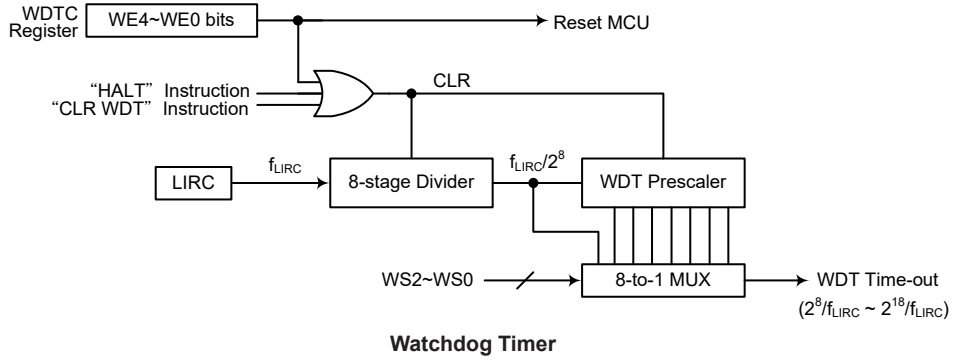 WDTC
Register
WE4~WE0 bits
Reset MCU
“HALT” Instruction
“CLR WDT” Instruction
CLR
LIRC
fLIRC
8-stage Divider
fLIRC/2⁸
WDT Prescaler
WS2~WS0
8-to-1 MUX
WDT Time-out
(2⁸/fLIRC ~ 2¹⁸/fLIRC)
Watchdog Timer